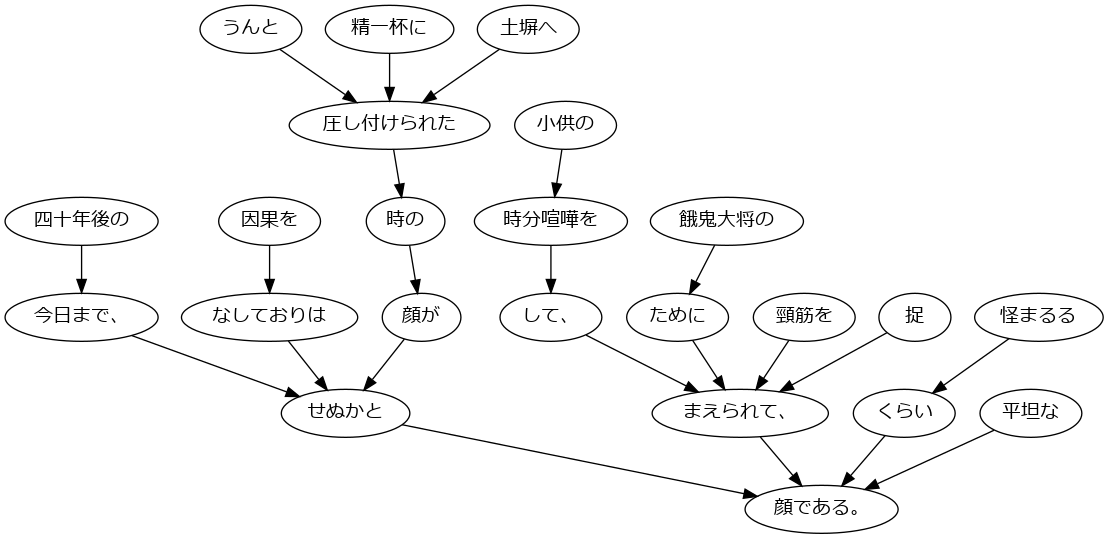 うんと
精一杯に
土塀へ
圧し付けられた
小供の
四十年後の
因果を
時の
時分喧嘩を
餓鬼大将の
今日まで、
なしておりは
顔が
して、
ために
頸筋を
捉
怪まるる
せぬかと
まえられて、
くらい
平坦な
顔である。